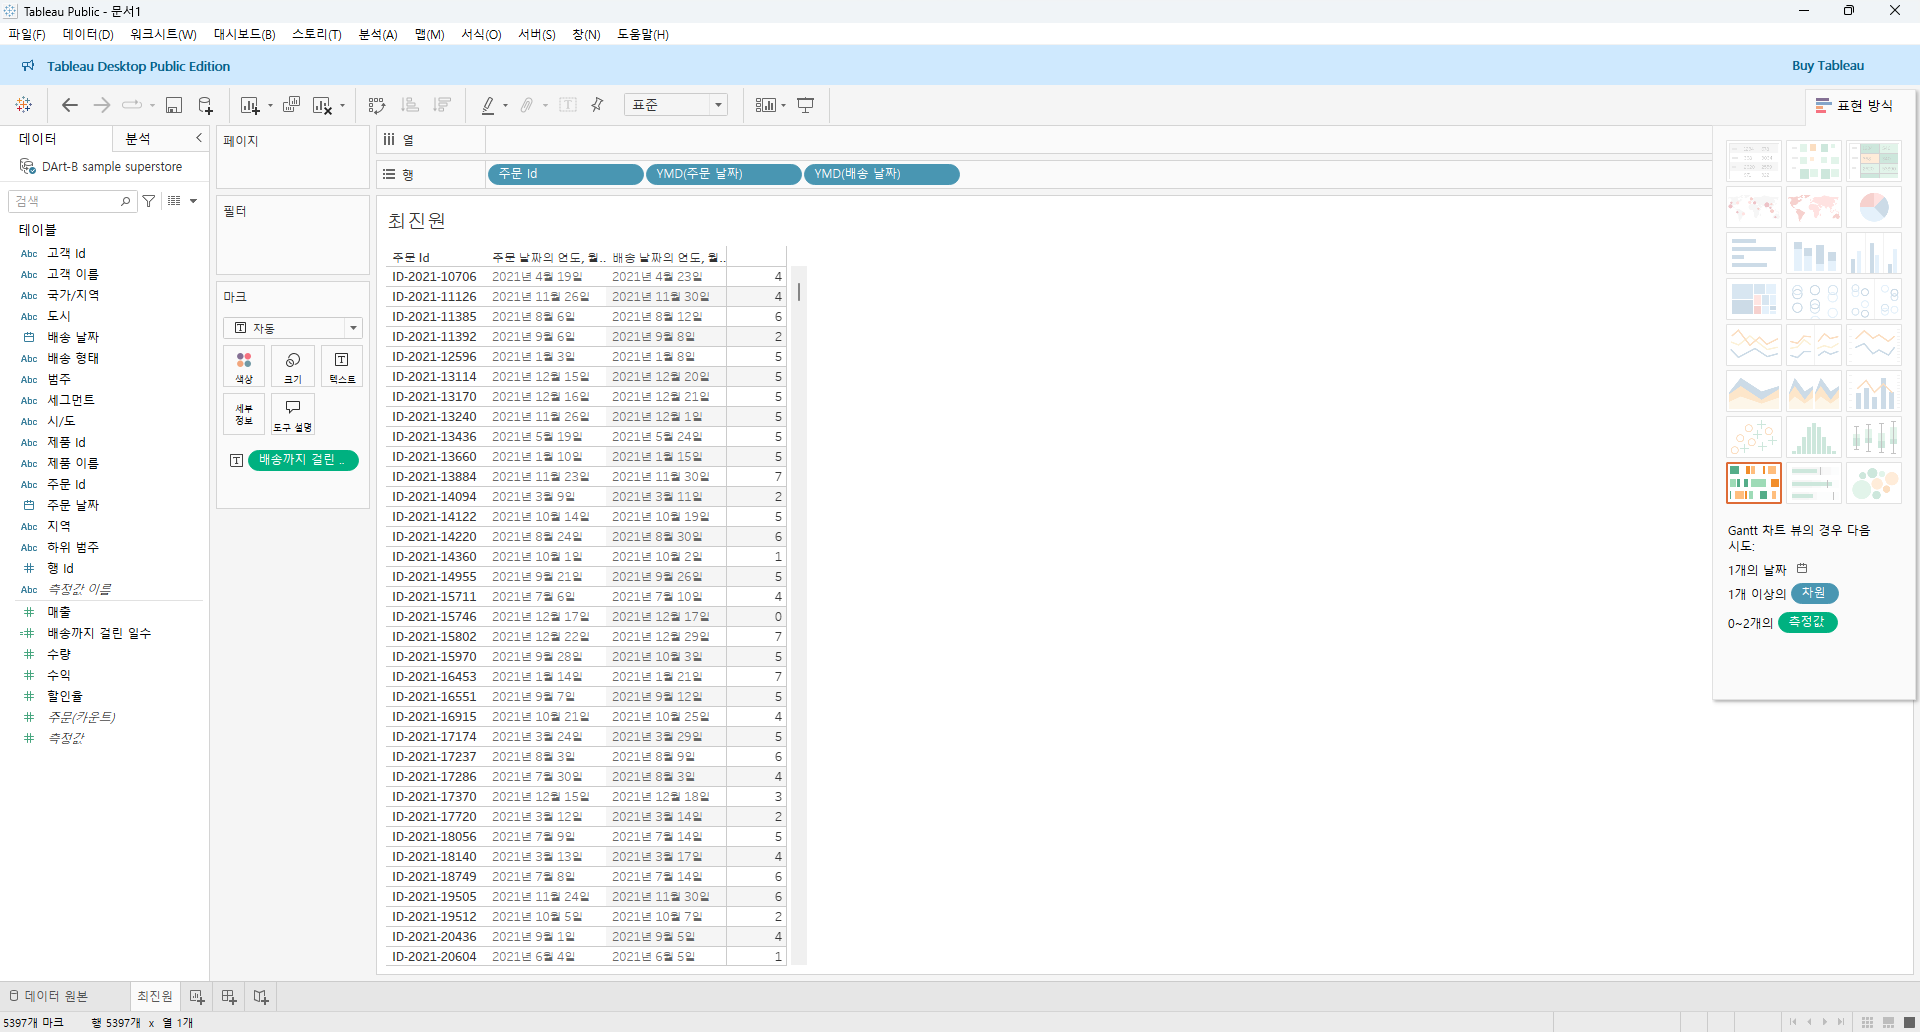 Tableau Public - 문서1
파일(F) 데이터(D) 워크시트(W) 대시보드(B) 스토리(T) 분석(A) 맵(M) 서식(O) 서버(S) 창(N) 도움말(H)
Tableau Desktop Public Edition Buy Tableau
표준
표현 방식
데이터 분석
DArt-B sample superstore
검색
테이블
Abc 고객 Id
Abc 고객 이름
Abc 국가/지역
Abc 도시
배송 날짜
Abc 배송 형태
Abc 범주
Abc 세그먼트
Abc 시/도
Abc 제품 Id
Abc 제품 이름
Abc 주문 Id
주문 날짜
Abc 지역
Abc 하위 범주
# 행 Id
Abc 측정값 이름
# 매출
=# 배송까지 걸린 일수
# 수량
# 수익
# 할인율
# 주문(카운트)
# 측정값
페이지
필터
마크
자동
색상 크기 텍스트
세부 정보 도구 설명
배송까지 걸린 ..
열
행 주문 Id YMD(주문 날짜) YMD(배송 날짜)
최진원
주문 Id 주문 날짜의 연도, 월.. 배송 날짜의 연도, 월..
ID-2021-10706 2021년 4월 19일 2021년 4월 23일 4
ID-2021-11126 2021년 11월 26일 2021년 11월 30일 4
ID-2021-11385 2021년 8월 6일 2021년 8월 12일 6
ID-2021-11392 2021년 9월 6일 2021년 9월 8일 2
ID-2021-12596 2021년 1월 3일 2021년 1월 8일 5
ID-2021-13114 2021년 12월 15일 2021년 12월 20일 5
ID-2021-13170 2021년 12월 16일 2021년 12월 21일 5
ID-2021-13240 2021년 11월 26일 2021년 12월 1일 5
ID-2021-13436 2021년 5월 19일 2021년 5월 24일 5
ID-2021-13660 2021년 1월 10일 2021년 1월 15일 5
ID-2021-13884 2021년 11월 23일 2021년 11월 30일 7
ID-2021-14094 2021년 3월 9일 2021년 3월 11일 2
ID-2021-14122 2021년 10월 14일 2021년 10월 19일 5
ID-2021-14220 2021년 8월 24일 2021년 8월 30일 6
ID-2021-14360 2021년 10월 1일 2021년 10월 2일 1
ID-2021-14955 2021년 9월 21일 2021년 9월 26일 5
ID-2021-15711 2021년 7월 6일 2021년 7월 10일 4
ID-2021-15746 2021년 12월 17일 2021년 12월 17일 0
ID-2021-15802 2021년 12월 22일 2021년 12월 29일 7
ID-2021-15970 2021년 9월 28일 2021년 10월 3일 5
ID-2021-16453 2021년 1월 14일 2021년 1월 21일 7
ID-2021-16551 2021년 9월 7일 2021년 9월 12일 5
ID-2021-16915 2021년 10월 21일 2021년 10월 25일 4
ID-2021-17174 2021년 3월 24일 2021년 3월 29일 5
ID-2021-17237 2021년 8월 3일 2021년 8월 9일 6
ID-2021-17286 2021년 7월 30일 2021년 8월 3일 4
ID-2021-17370 2021년 12월 15일 2021년 12월 18일 3
ID-2021-17720 2021년 3월 12일 2021년 3월 14일 2
ID-2021-18056 2021년 7월 9일 2021년 7월 14일 5
ID-2021-18140 2021년 3월 13일 2021년 3월 17일 4
ID-2021-18749 2021년 7월 8일 2021년 7월 14일 6
ID-2021-19505 2021년 11월 24일 2021년 11월 30일 6
ID-2021-19512 2021년 10월 5일 2021년 10월 7일 2
ID-2021-20436 2021년 9월 1일 2021년 9월 5일 4
ID-2021-20604 2021년 6월 4일 2021년 6월 5일 1
Gantt 차트 뷰의 경우 다음
시도:
1개의 날짜
1개 이상의 차원
0~2개의 측정값
데이터 원본 최진원
5397개 마크 행 5397개 x 열 1개